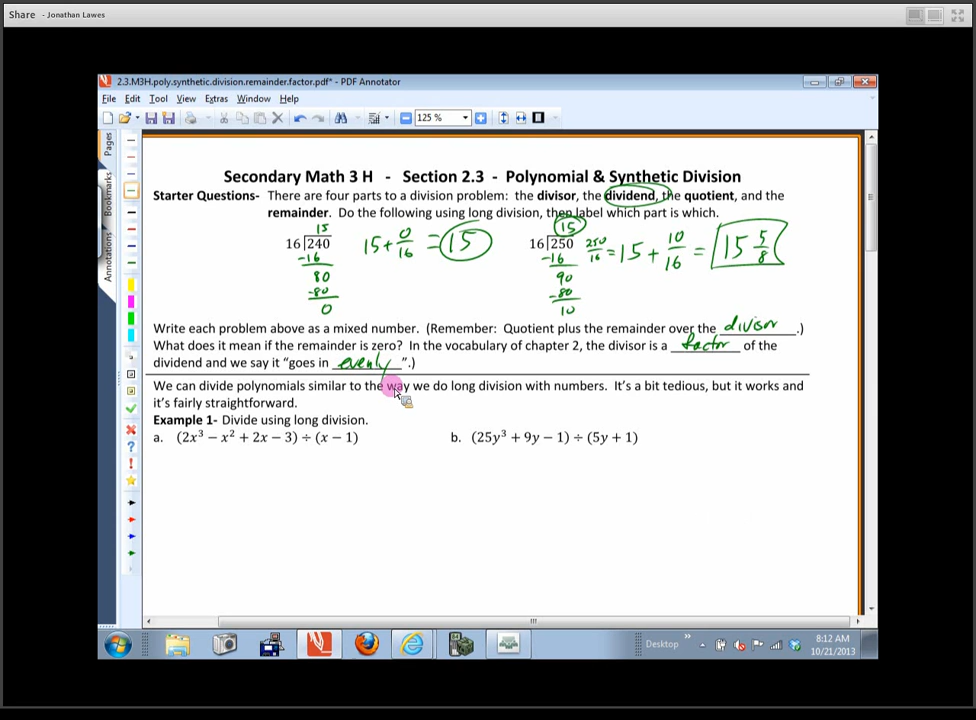 Share - Jonathan Lawes
2.3.M3H.poly.synthetic.division.remainder.factor.pdf* - PDF Annotator
File Edit Tool View Extras Window Help
125 %
Pages
Bookmarks
Annotations
Secondary Math 3 H - Section 2.3 - Polynomial & Synthetic Division
Starter Questions- There are four parts to a division problem: the divisor, the dividend, the quotient, and the
remainder. Do the following using long division, then label which part is which.
15
16 240
-16
80
-80
0
15 + 0/16 = 15
15
16 250
-16
90
-80
10
250/16 = 15 + 10/16 = 15 5/8
Write each problem above as a mixed number. (Remember: Quotient plus the remainder over the divisor.)
What does it mean if the remainder is zero? In the vocabulary of chapter 2, the divisor is a factor of the
dividend and we say it "goes in evenly".)
We can divide polynomials similar to the way we do long division with numbers. It's a bit tedious, but it works and
it's fairly straightforward.
Example 1- Divide using long division.
a. (2x³ − x² + 2x − 3) ÷ (x − 1) b. (25y³ + 9y − 1) ÷ (5y + 1)
Desktop
8:12 AM
10/21/2013